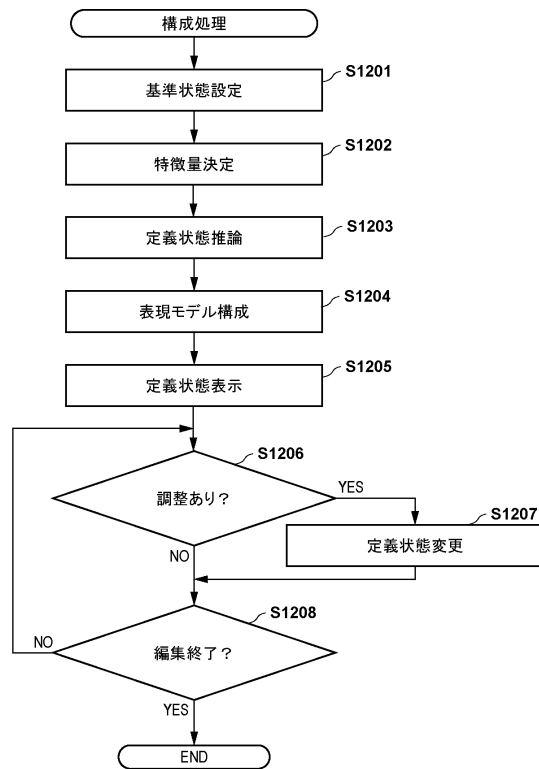 構成処理
S1201
基準状態設定
S1202
特徴量決定
S1203
定義状態推論
S1204
表現モデル構成
S1205
定義状態表示
S1206
調整あり？
YES
S1207
定義状態変更
NO
S1208
編集終了？
NO
YES
END